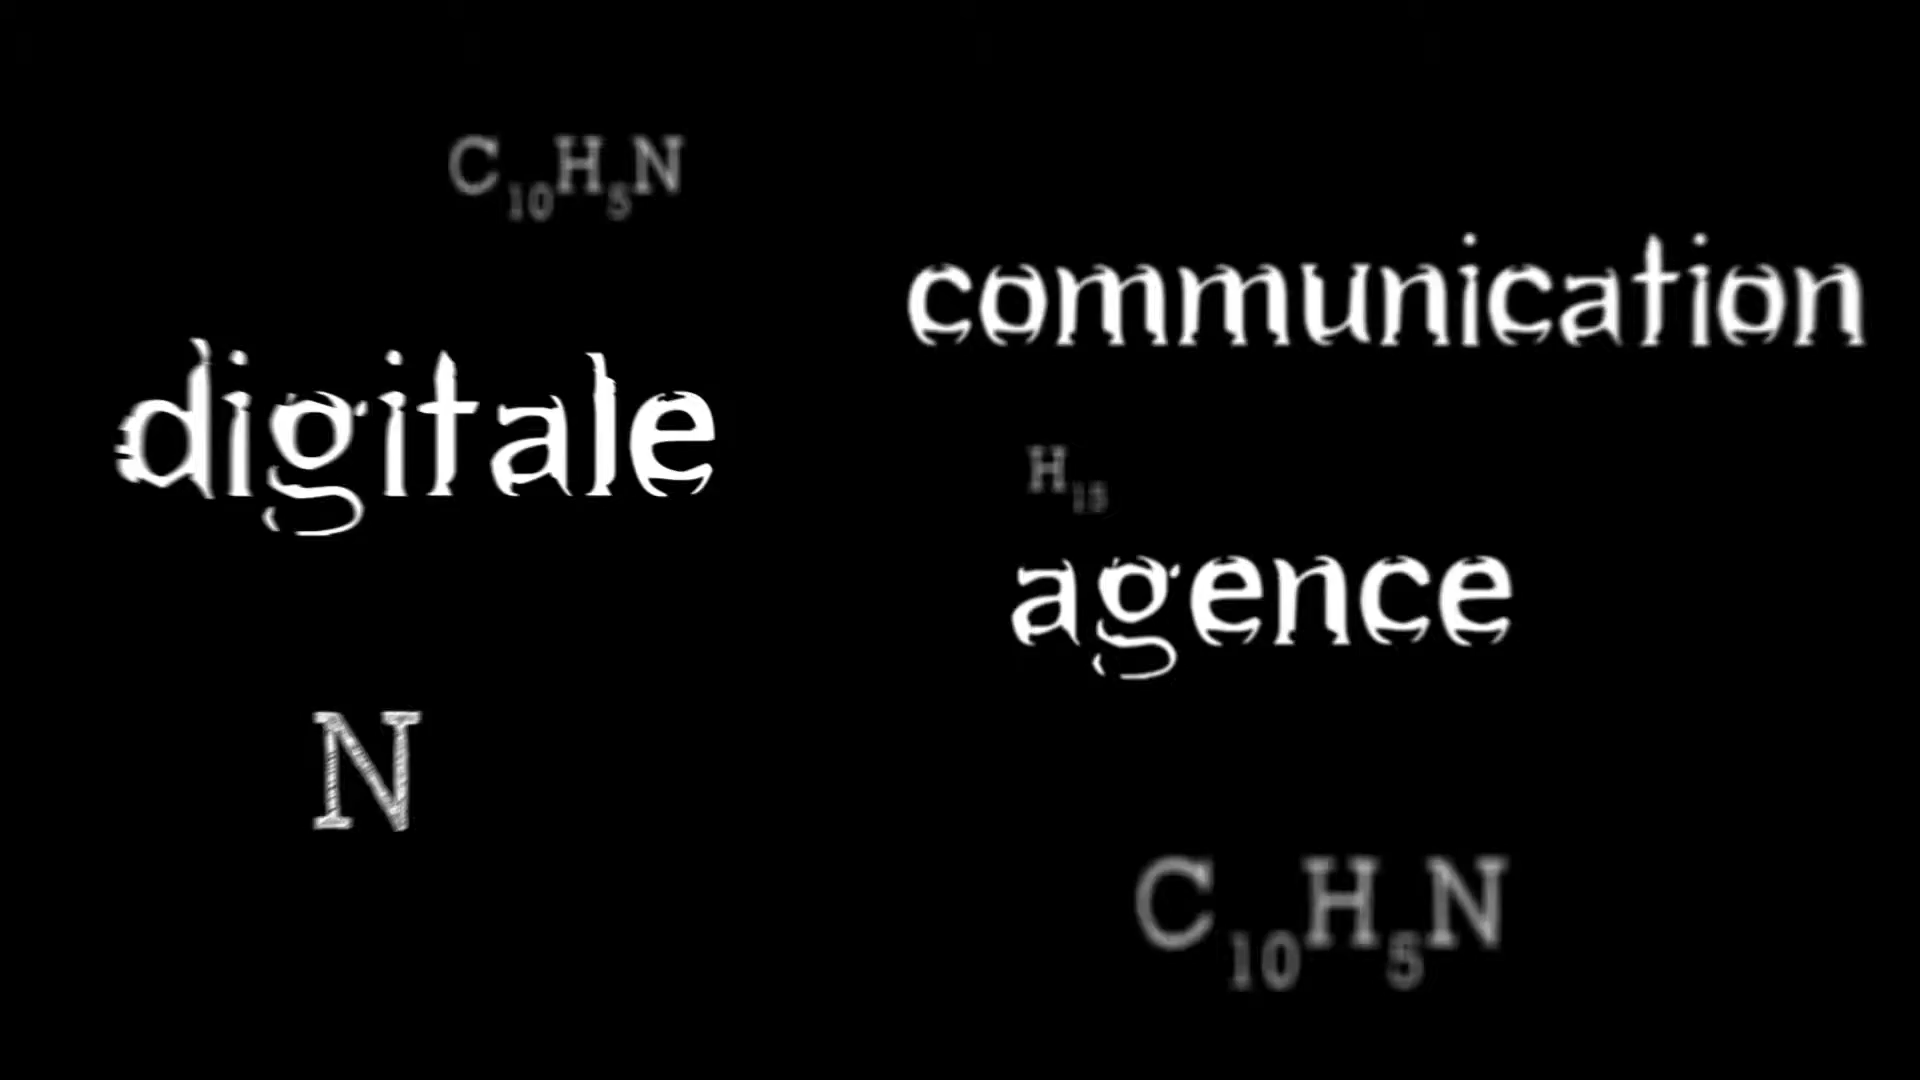 C₁₀H₅N
communication
digitale
H₁₅
agence
N
C₁₀H₅N